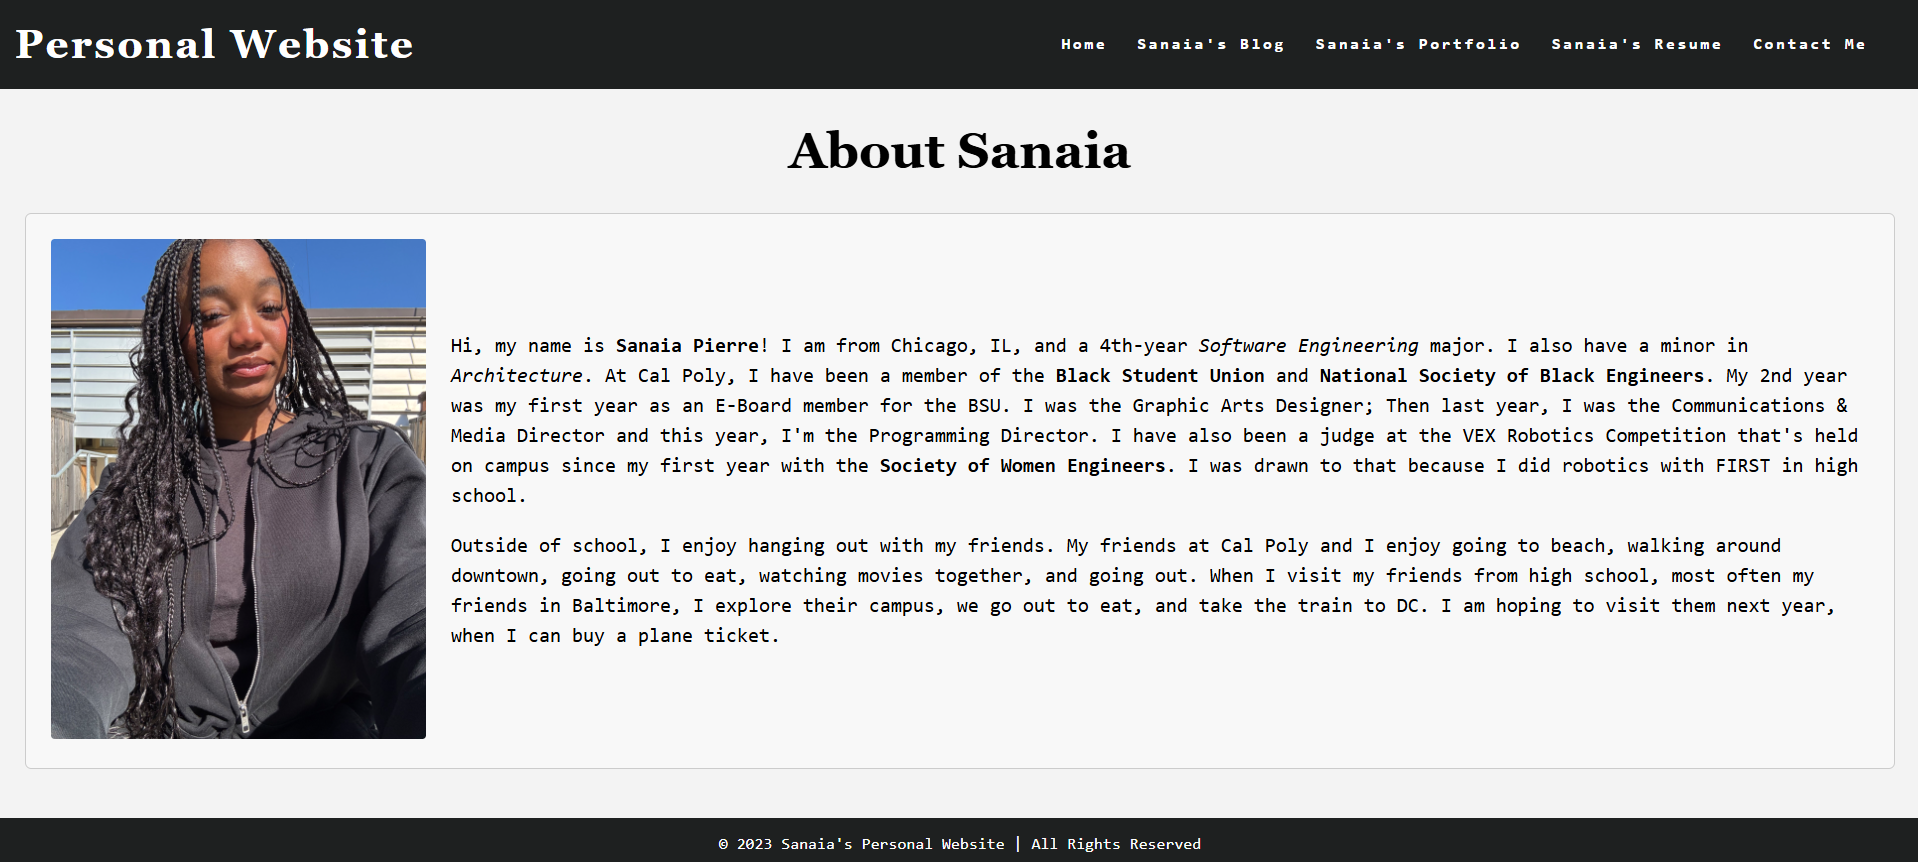 Personal Website
Home Sanaia's Blog Sanaia's Portfolio Sanaia's Resume Contact Me
About Sanaia
Hi, my name is Sanaia Pierre! I am from Chicago, IL, and a 4th-year Software Engineering major. I also have a minor in
Architecture. At Cal Poly, I have been a member of the Black Student Union and National Society of Black Engineers. My 2nd year
was my first year as an E-Board member for the BSU. I was the Graphic Arts Designer; Then last year, I was the Communications &
Media Director and this year, I'm the Programming Director. I have also been a judge at the VEX Robotics Competition that's held
on campus since my first year with the Society of Women Engineers. I was drawn to that because I did robotics with FIRST in high
school.
Outside of school, I enjoy hanging out with my friends. My friends at Cal Poly and I enjoy going to beach, walking around
downtown, going out to eat, watching movies together, and going out. When I visit my friends from high school, most often my
friends in Baltimore, I explore their campus, we go out to eat, and take the train to DC. I am hoping to visit them next year,
when I can buy a plane ticket.
© 2023 Sanaia's Personal Website | All Rights Reserved